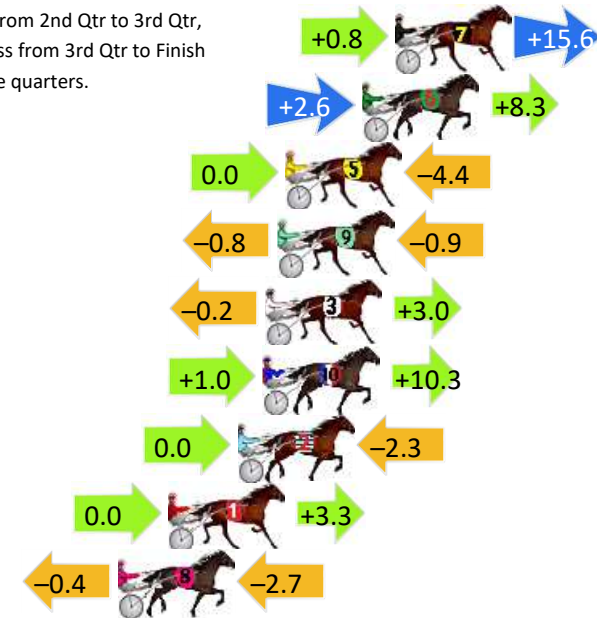 rom 2nd Qtr to 3rd Qtr,
ss from 3rd Qtr to Finish
e quarters.
+0.8 7 +15.6
+2.6 6 +8.3
0.0 5 –4.4
–0.8 9 –0.9
–0.2 3 +3.0
+1.0 10 +10.3
0.0 2 –2.3
0.0 1 +3.3
–0.4 8 –2.7